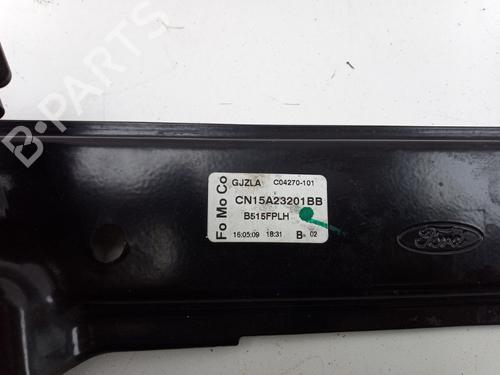 B-PARTS
Fo Mo Co
GJZLA C04270-101
CN15A23201BB
B515FPLH
16:05:09 18:31 B 02
Ford